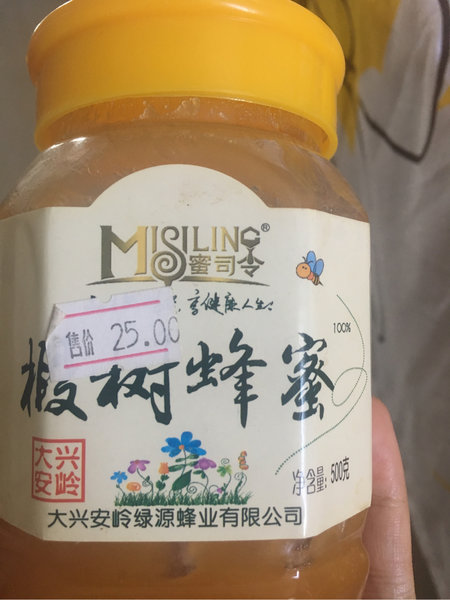 MISILING®
蜜司令
享健康人生
售价 25.00
100%
椴树蜂蜜
大兴
安岭
净含量:500克
大兴安岭绿源蜂业有限公司